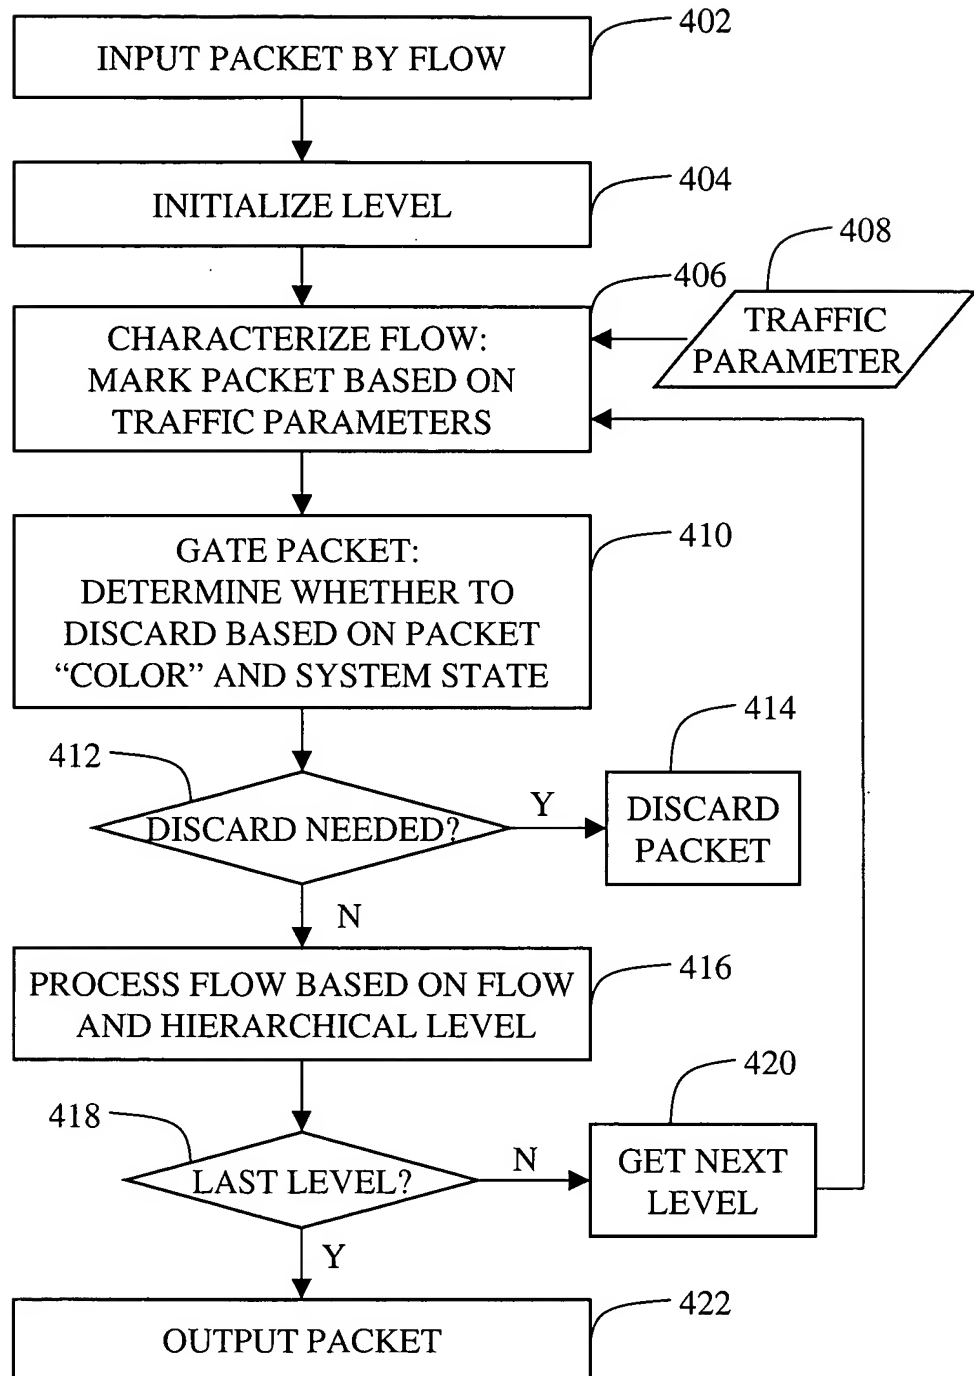 402
INPUT PACKET BY FLOW
404
INITIALIZE LEVEL
408
406
TRAFFIC
PARAMETER
CHARACTERIZE FLOW:
MARK PACKET BASED ON
TRAFFIC PARAMETERS
410
GATE PACKET:
DETERMINE WHETHER TO
DISCARD BASED ON PACKET
“COLOR” AND SYSTEM STATE
414
412
DISCARD NEEDED?
Y
DISCARD
PACKET
N
416
PROCESS FLOW BASED ON FLOW
AND HIERARCHICAL LEVEL
420
418
LAST LEVEL?
N
GET NEXT
LEVEL
Y
422
OUTPUT PACKET